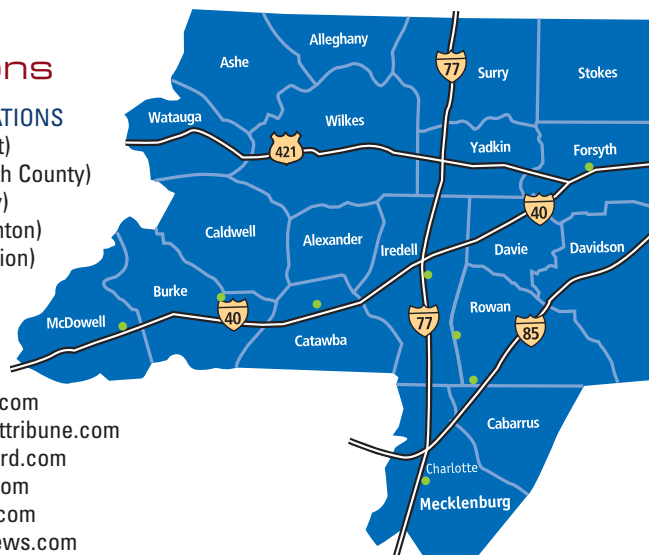 ons
ATIONS
t)
h County)
y)
nton)
ion)
.com
ttribune.com
rd.com
om
.com
ews.com
Alleghany
Ashe
77
Surry
Stokes
Watauga
Wilkes
421
Yadkin
Forsyth
40
Caldwell
Alexander
Iredell
Davie
Davidson
Burke
McDowell
40
Catawba
77
Rowan
85
Cabarrus
Charlotte
Mecklenburg